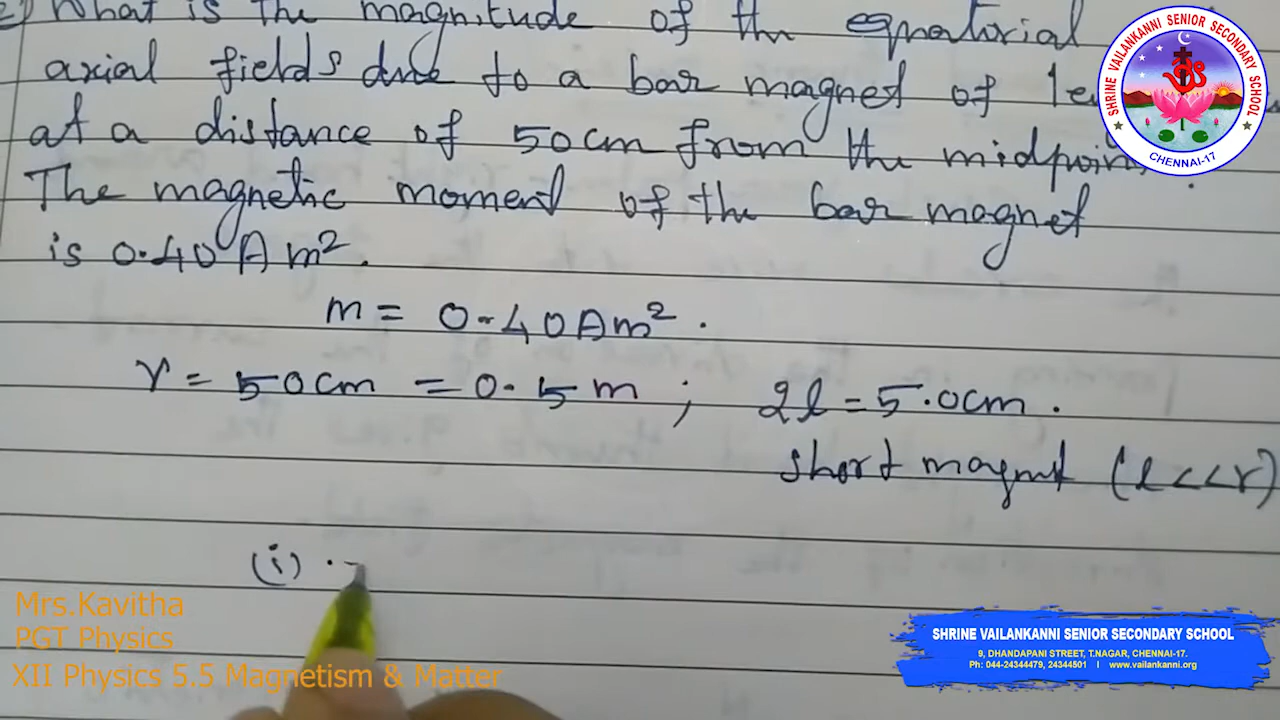 What is the magnitude of the equatorial
axial fields due to a bar magnet of
at a distance of 50cm from the midpoint
The magnetic moment of the bar magnet
is 0.40 A m².
m = 0.40 Am².
r = 50cm = 0.5 m ; 2l = 5.0cm.
short magnet (l <<r)
(i)
SHRINE VAILANKANNI SENIOR SECONDARY SCHOOL
CHENNAI-17
Mrs.Kavitha
PGT Physics
XII Physics 5.5 Magnetism & Matter
SHRINE VAILANKANNI SENIOR SECONDARY SCHOOL
9, DHANDAPANI STREET, T.NAGAR, CHENNAI-17.
Ph: 044-24344479, 24344501 I www.vailankanni.org